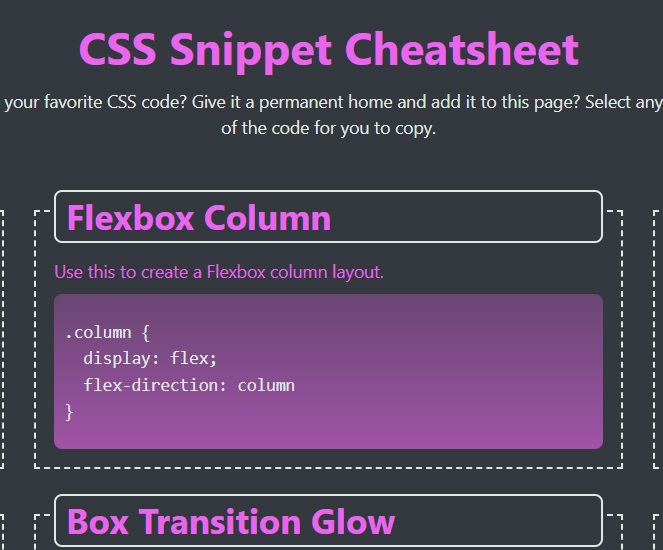 CSS Snippet Cheatsheet
your favorite CSS code? Give it a permanent home and add it to this page? Select any
of the code for you to copy.
Flexbox Column
Use this to create a Flexbox column layout.
.column {
  display: flex;
  flex-direction: column
}
Box Transition Glow